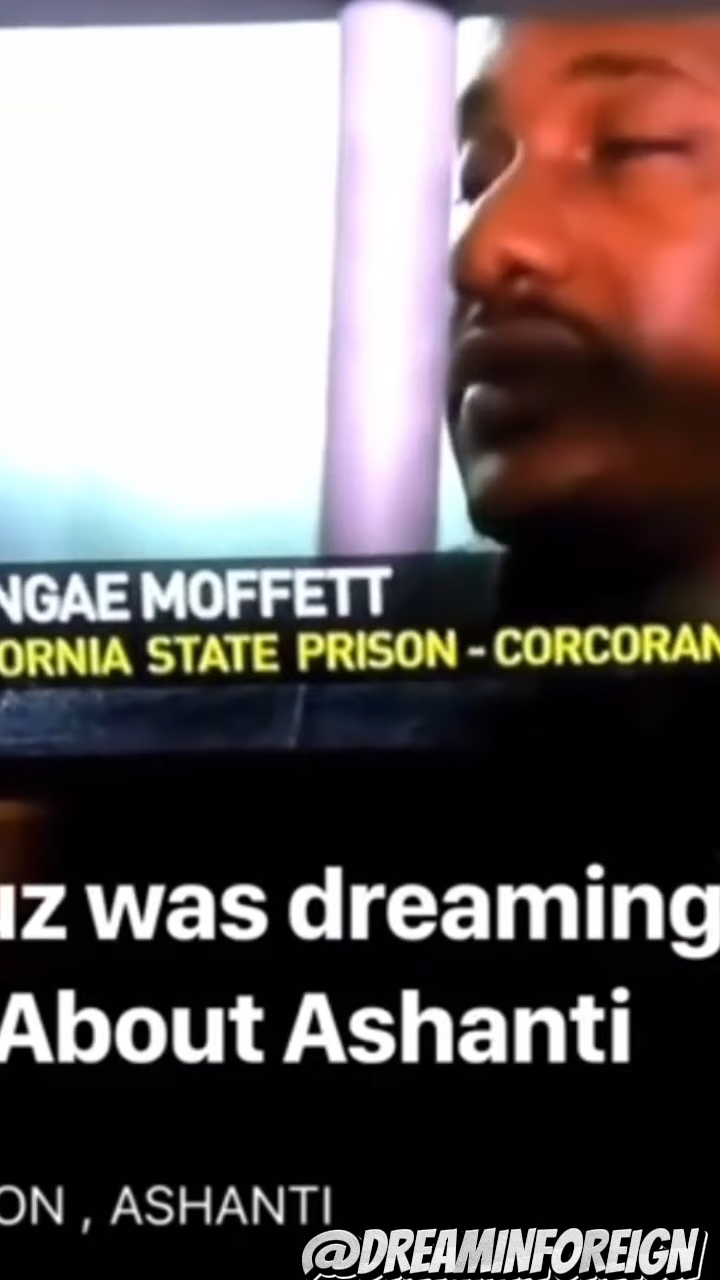 NGAE MOFFETT
ORNIA STATE PRISON - CORCORAN
uz was dreaming
About Ashanti
ON , ASHANTI
@DREAMINFOREIGN